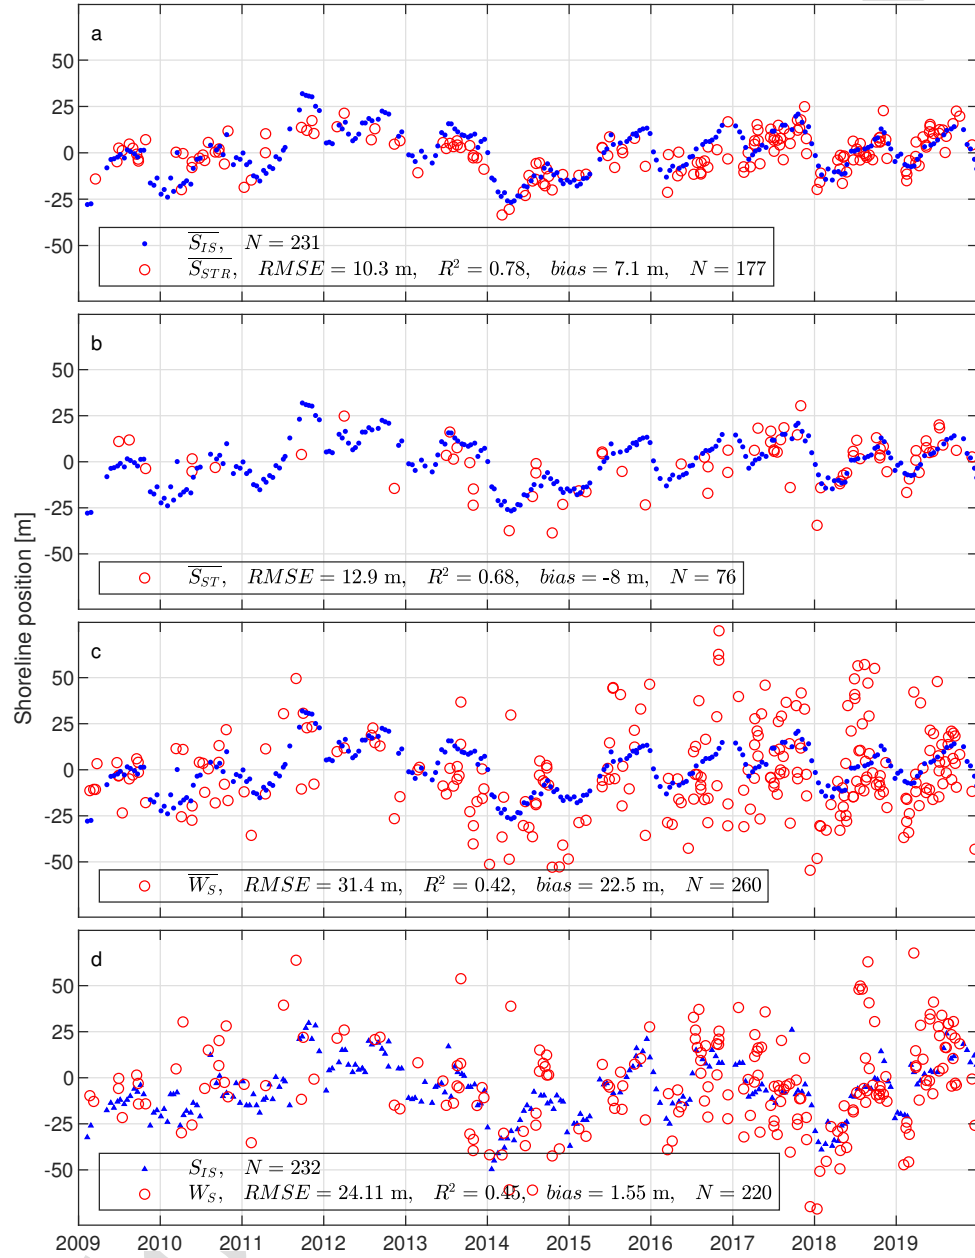 a
50
25
0
-25
-50
S_IS, N = 231
S_STR, RMSE = 10.3 m, R² = 0.78, bias = 7.1 m, N = 177
b
50
25
0
-25
-50
S_ST, RMSE = 12.9 m, R² = 0.68, bias = -8 m, N = 76
Shoreline position [m]
c
50
25
0
-25
-50
W_S, RMSE = 31.4 m, R² = 0.42, bias = 22.5 m, N = 260
d
50
25
0
-25
-50
S_IS, N = 232
W_S, RMSE = 24.11 m, R² = 0.45, bias = 1.55 m, N = 220
2009 2010 2011 2012 2013 2014 2015 2016 2017 2018 2019